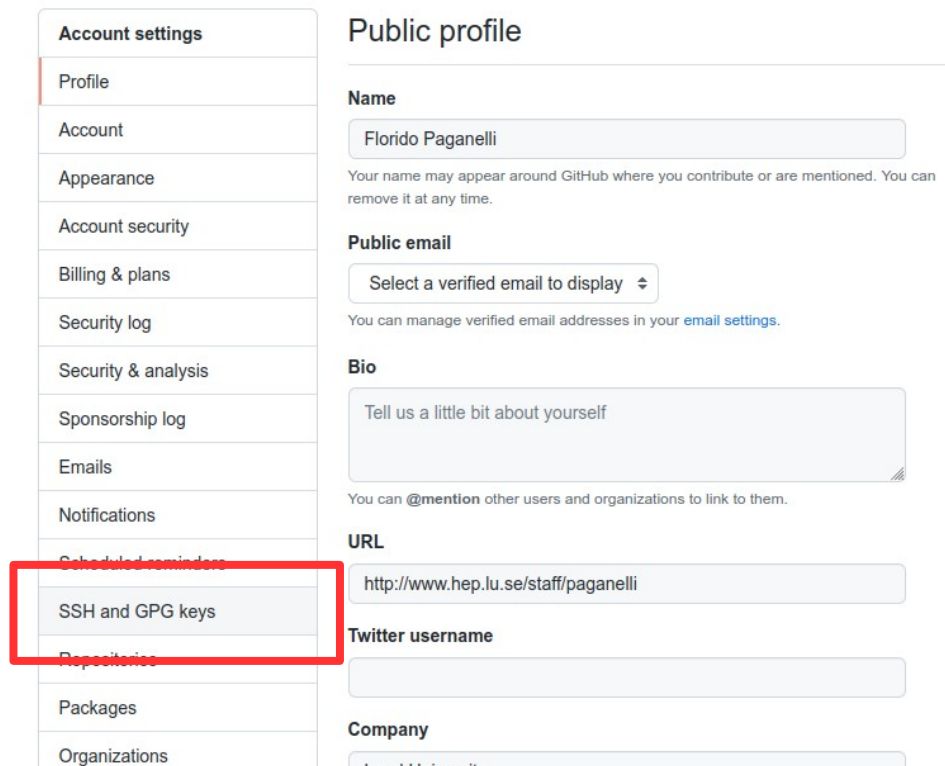 Account settings
Profile
Account
Appearance
Account security
Billing & plans
Security log
Security & analysis
Sponsorship log
Emails
Notifications
Scheduled reminders
SSH and GPG keys
Repositories
Packages
Organizations
Public profile
Name
Florido Paganelli
Your name may appear around GitHub where you contribute or are mentioned. You can
remove it at any time.
Public email
Select a verified email to display
You can manage verified email addresses in your email settings.
Bio
Tell us a little bit about yourself
You can @mention other users and organizations to link to them.
URL
http://www.hep.lu.se/staff/paganelli
Twitter username
Company